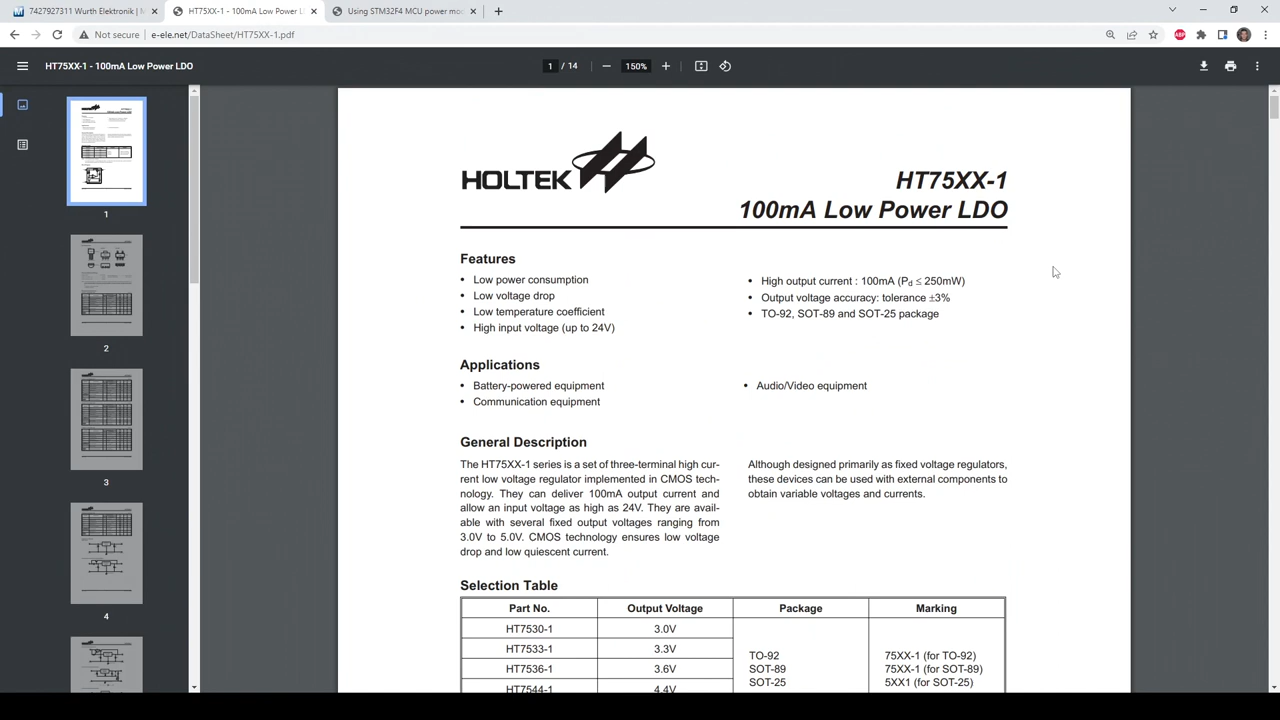 7427927311 Wurth Elektronik | M
HT75XX-1 - 100mA Low Power L
Using STM32F4 MCU power mo
Not secure
e-ele.net/DataSheet/HT75XX-1.pdf
ABP
HT75XX-1 - 100mA Low Power LDO
1 / 14
150%
1
2
3
4
HOLTEK
HT75XX-1
100mA Low Power LDO
Features
• Low power consumption
• Low voltage drop
• Low temperature coefficient
• High input voltage (up to 24V)
• High output current : 100mA (Pd ≤ 250mW)
• Output voltage accuracy: tolerance ±3%
• TO-92, SOT-89 and SOT-25 package
Applications
• Battery-powered equipment
• Communication equipment
• Audio/Video equipment
General Description
The HT75XX-1 series is a set of three-terminal high cur-
rent low voltage regulator implemented in CMOS tech-
nology. They can deliver 100mA output current and
allow an input voltage as high as 24V. They are avail-
able with several fixed output voltages ranging from
3.0V to 5.0V. CMOS technology ensures low voltage
drop and low quiescent current.
Although designed primarily as fixed voltage regulators,
these devices can be used with external components to
obtain variable voltages and currents.
Selection Table
Part No. Output Voltage Package Marking
HT7530-1 3.0V
HT7533-1 3.3V
HT7536-1 3.6V
HT7544-1 4.4V
TO-92
SOT-89
SOT-25
75XX-1 (for TO-92)
75XX-1 (for SOT-89)
5XX1 (for SOT-25)